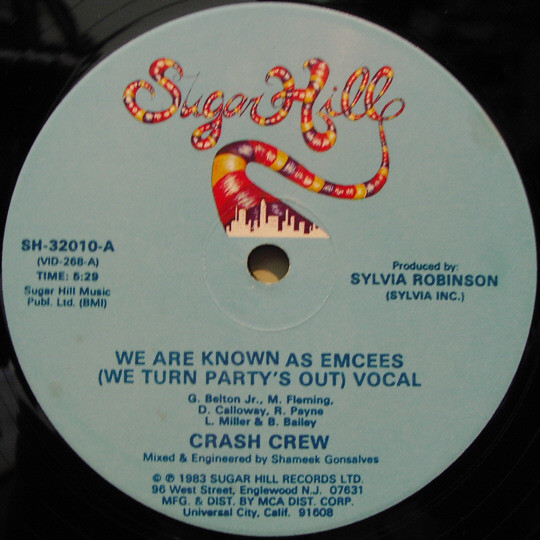 Sugar Hill
SH-32010-A
(VID-268-A)
TIME: 5:29
Sugar Hill Music
Publ. Ltd. (BMI)
Produced by:
SYLVIA ROBINSON
(SYLVIA INC.)
WE ARE KNOWN AS EMCEES
(WE TURN PARTY'S OUT) VOCAL
G. Belton Jr., M. Fleming,
D. Calloway, R. Payne
L. Miller & B. Bailey
CRASH CREW
Mixed & Engineered by Shameek Gonsalves
© ℗ 1983 SUGAR HILL RECORDS LTD.
96 West Street, Englewood N.J. 07631
MFG. & DIST. BY MCA DIST. CORP.
Universal City, Calif. 91608